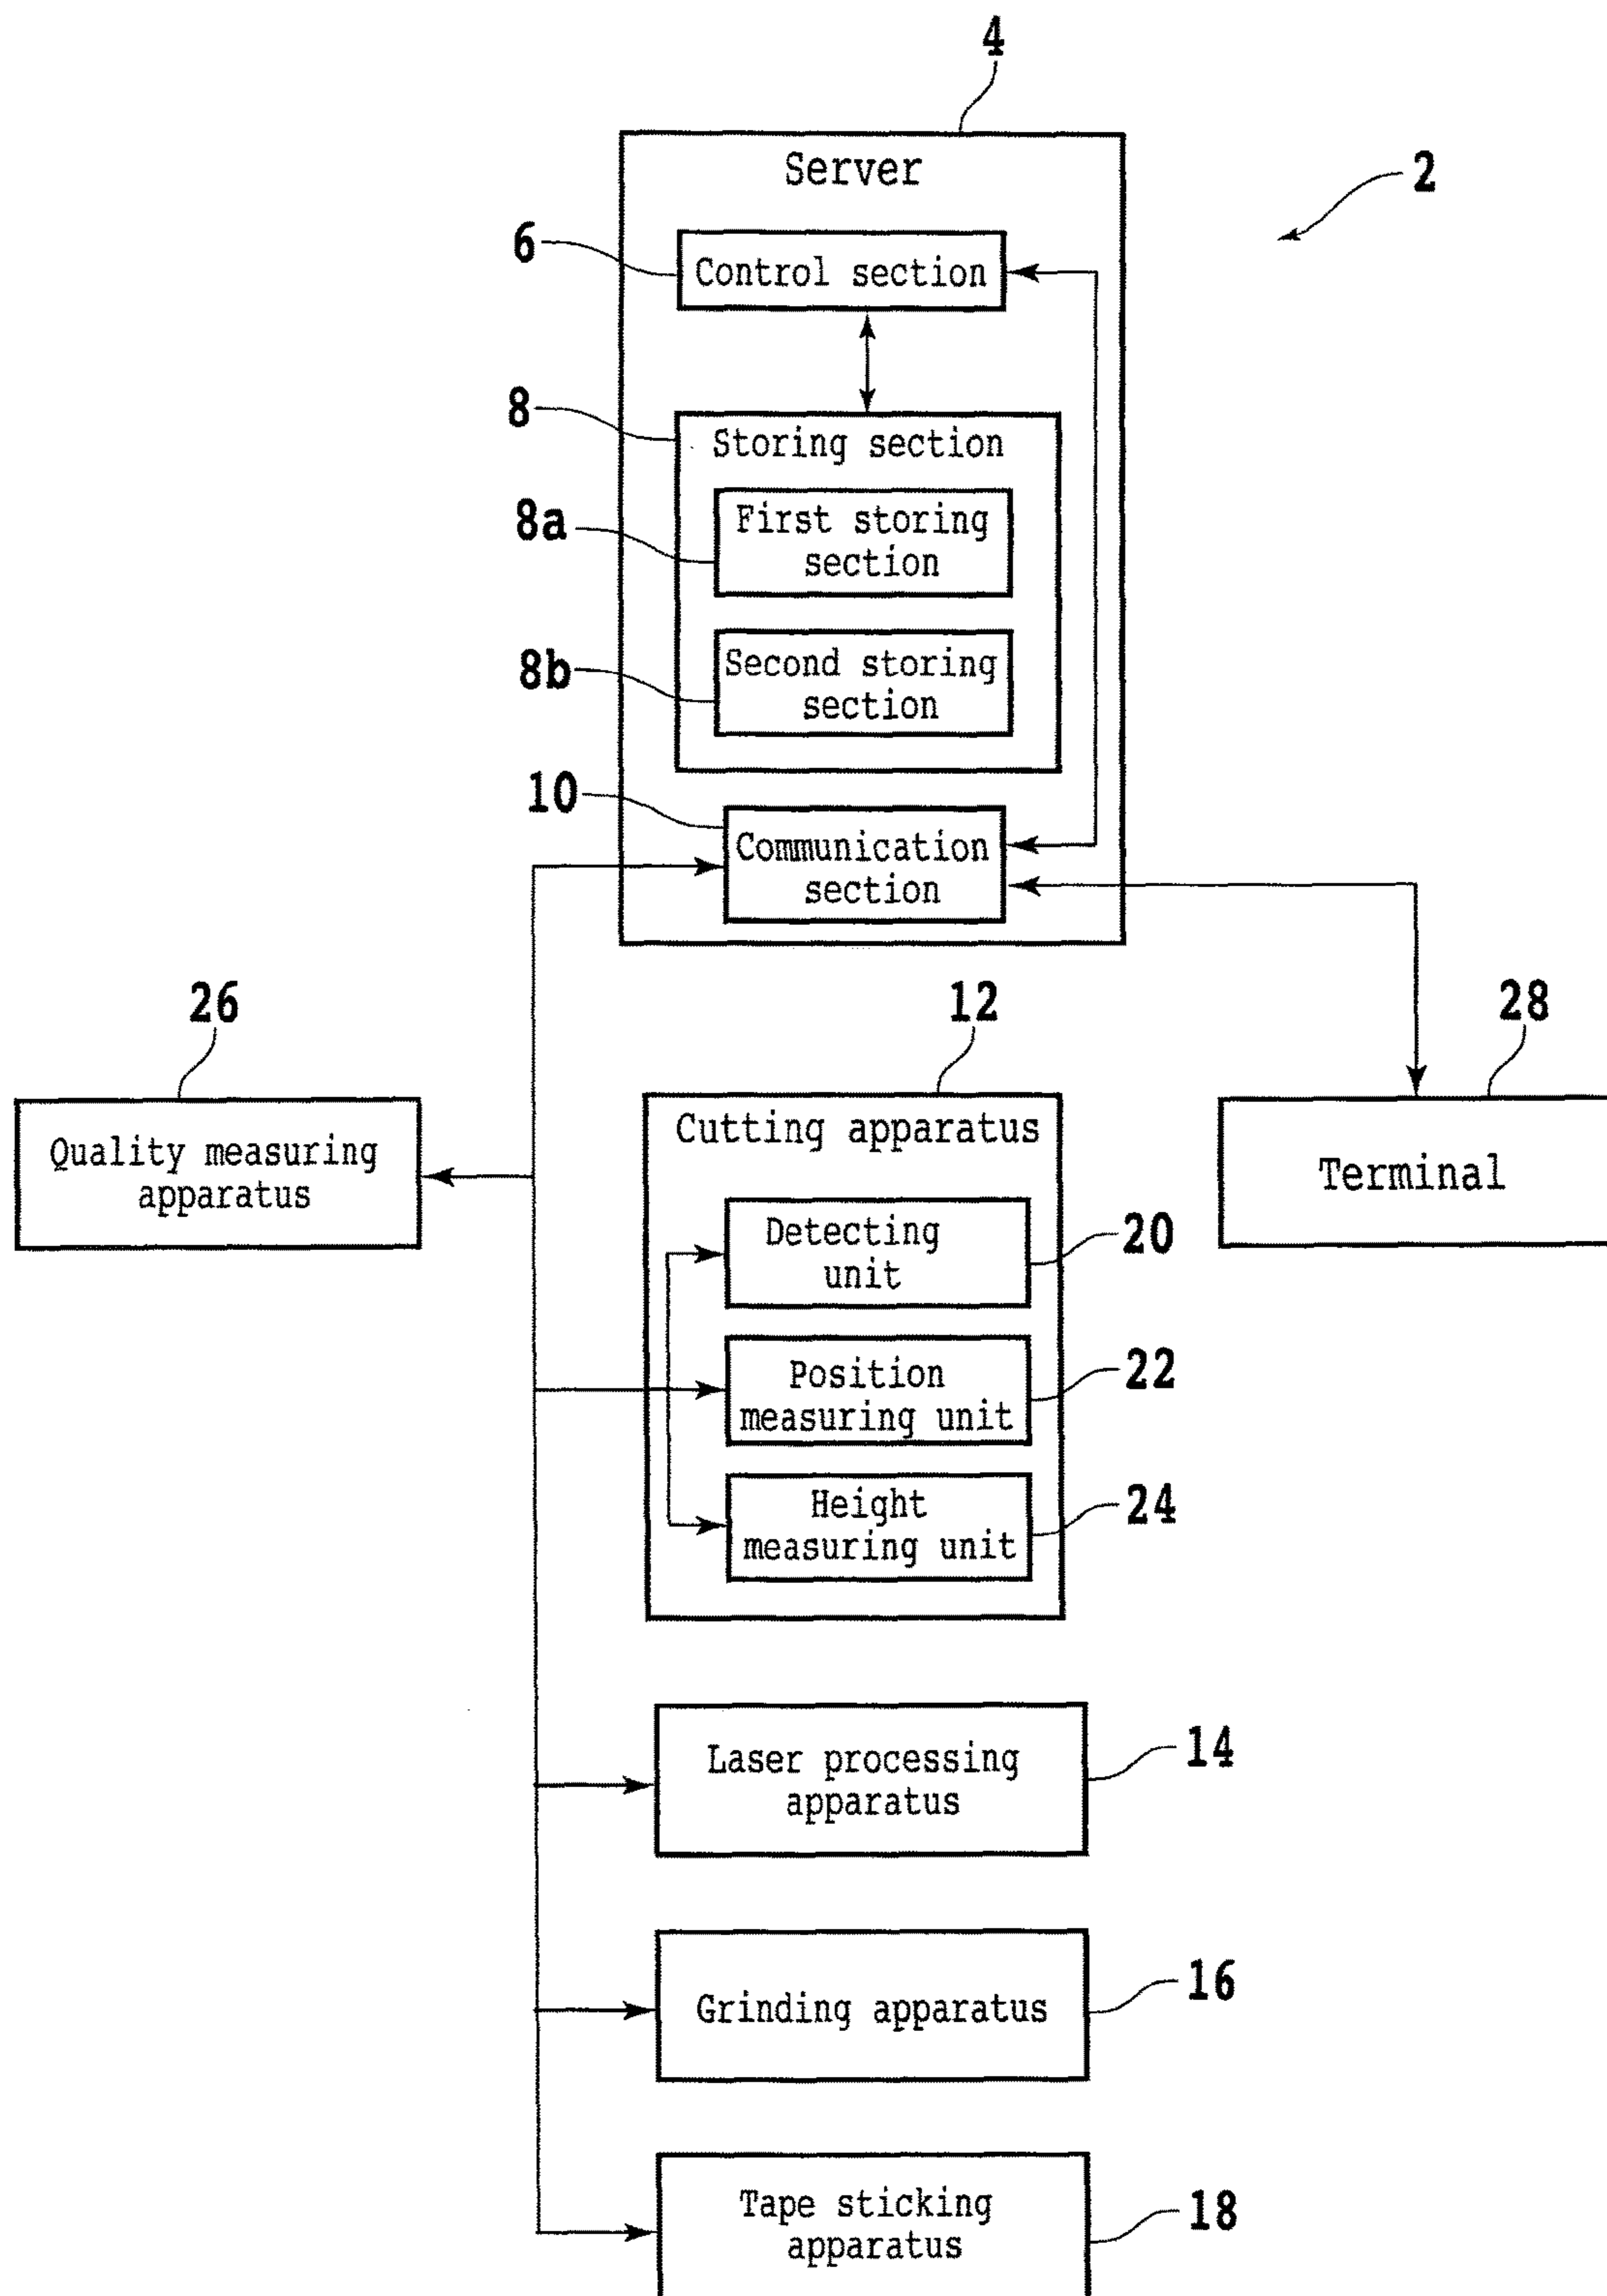 4
2
Server
6
Control section
8
Storing section
8a
First storing
section
8b
Second storing
section
10
Communication
section
26
12
28
Quality measuring
apparatus
Cutting apparatus
Terminal
Detecting
unit
20
Position
measuring unit
22
Height
measuring unit
24
Laser processing
apparatus
14
Grinding apparatus
16
Tape sticking
apparatus
18